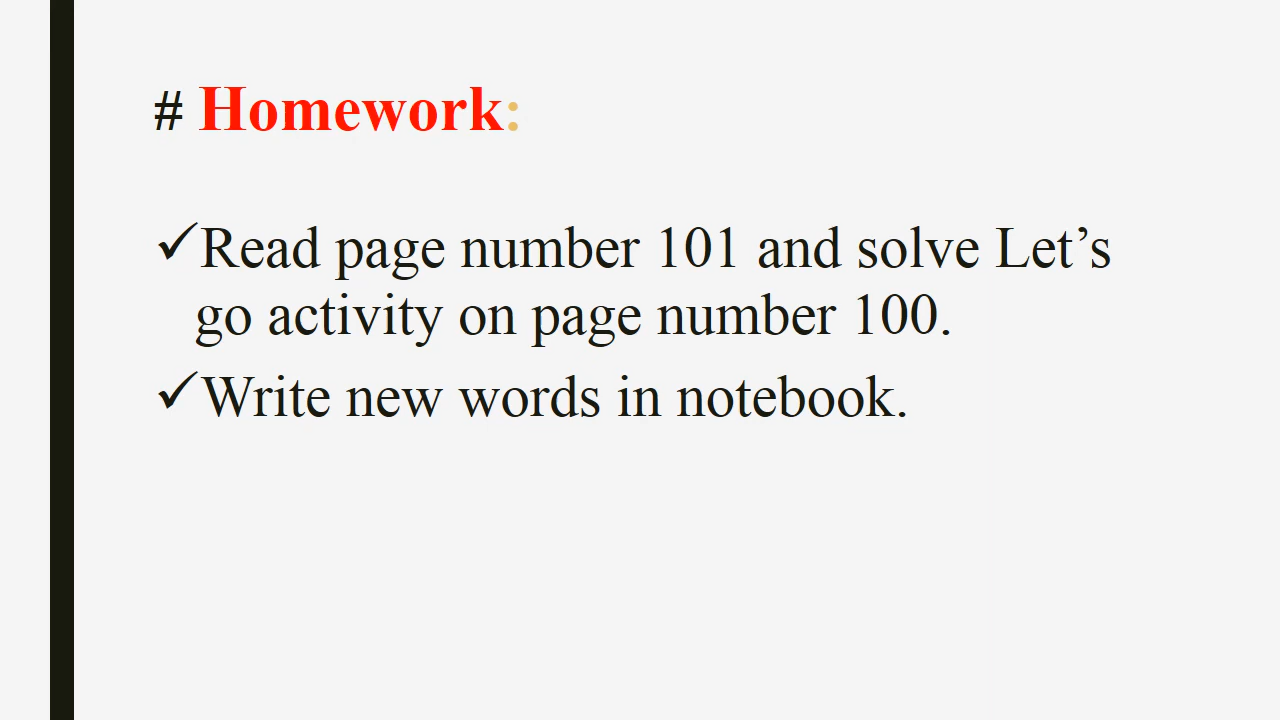 # Homework:
✓Read page number 101 and solve Let’s
go activity on page number 100.
✓Write new words in notebook.